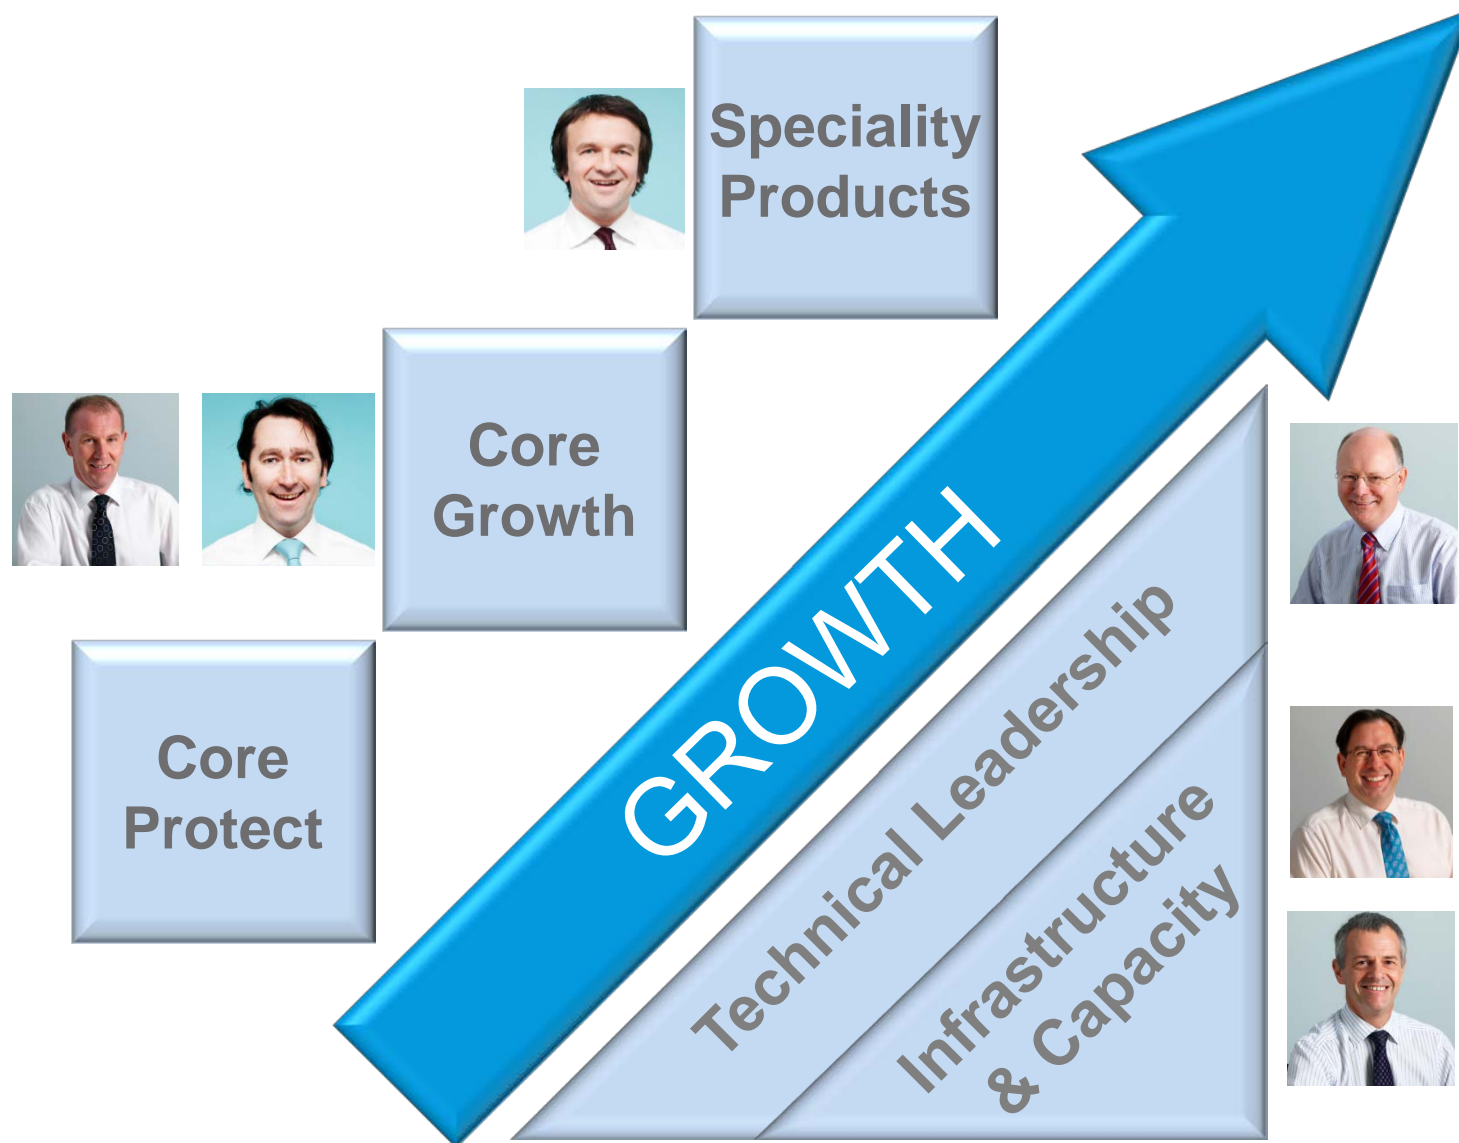 Speciality
Products
Core
Growth
Core
Protect
GROWTH
Technical Leadership
Infrastructure
& Capacity